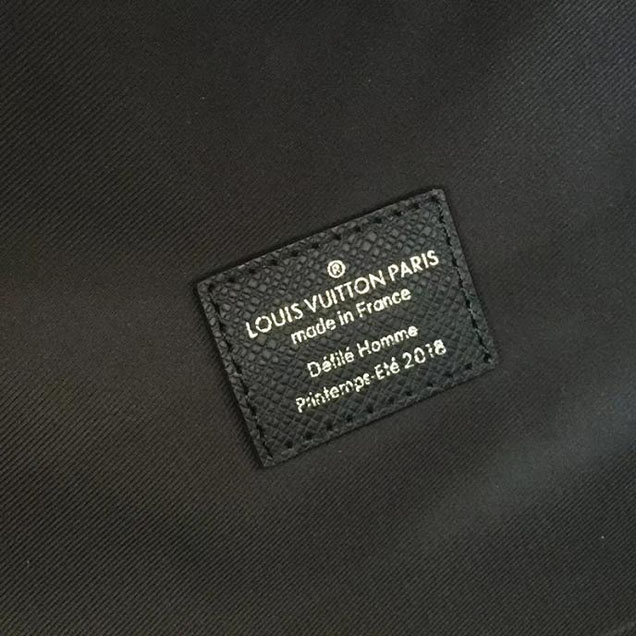 ®
LOUIS VUITTON PARIS
made in France
Défilé Homme
Printemps-Eté 2018